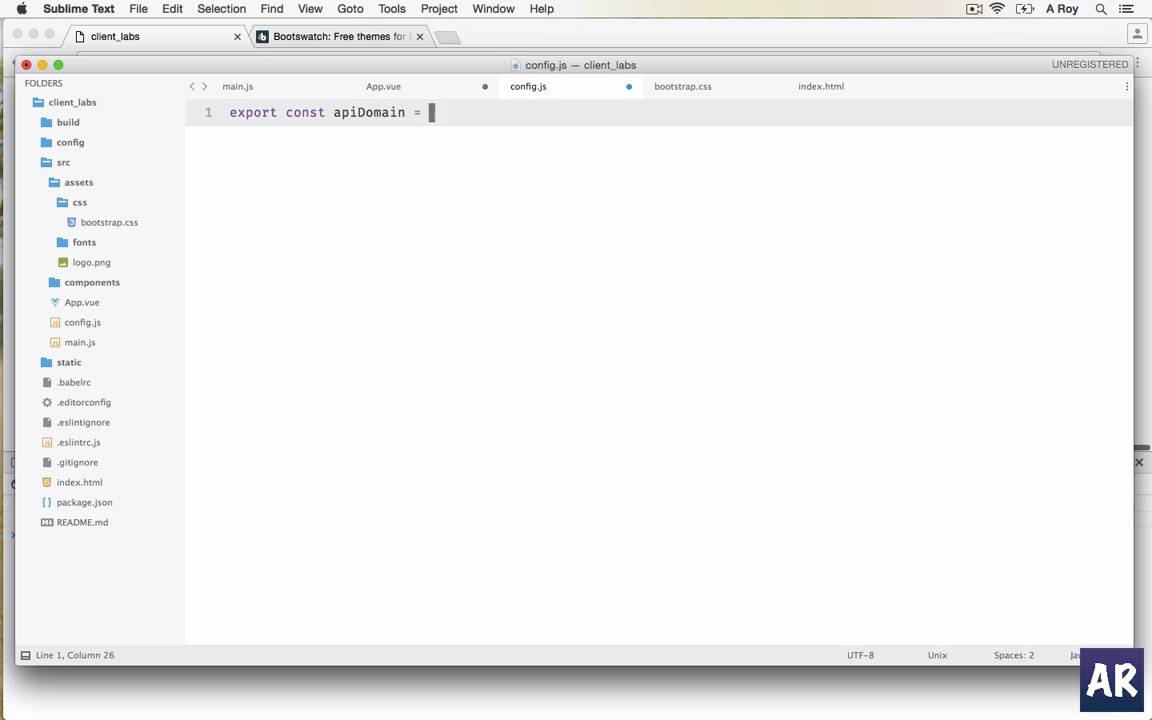 Sublime Text File Edit Selection Find View Goto Tools Project Window Help A Roy
client_labs Bootswatch: Free themes for
config.js — client_labs UNREGISTERED
FOLDERS
main.js App.vue config.js bootstrap.css index.html
1 export const apiDomain =
client_labs
build
config
src
assets
css
bootstrap.css
fonts
logo.png
components
App.vue
config.js
main.js
static
.babelrc
.editorconfig
.eslintignore
.eslintrc.js
.gitignore
index.html
package.json
README.md
Line 1, Column 26 UTF-8 Unix Spaces: 2
AR